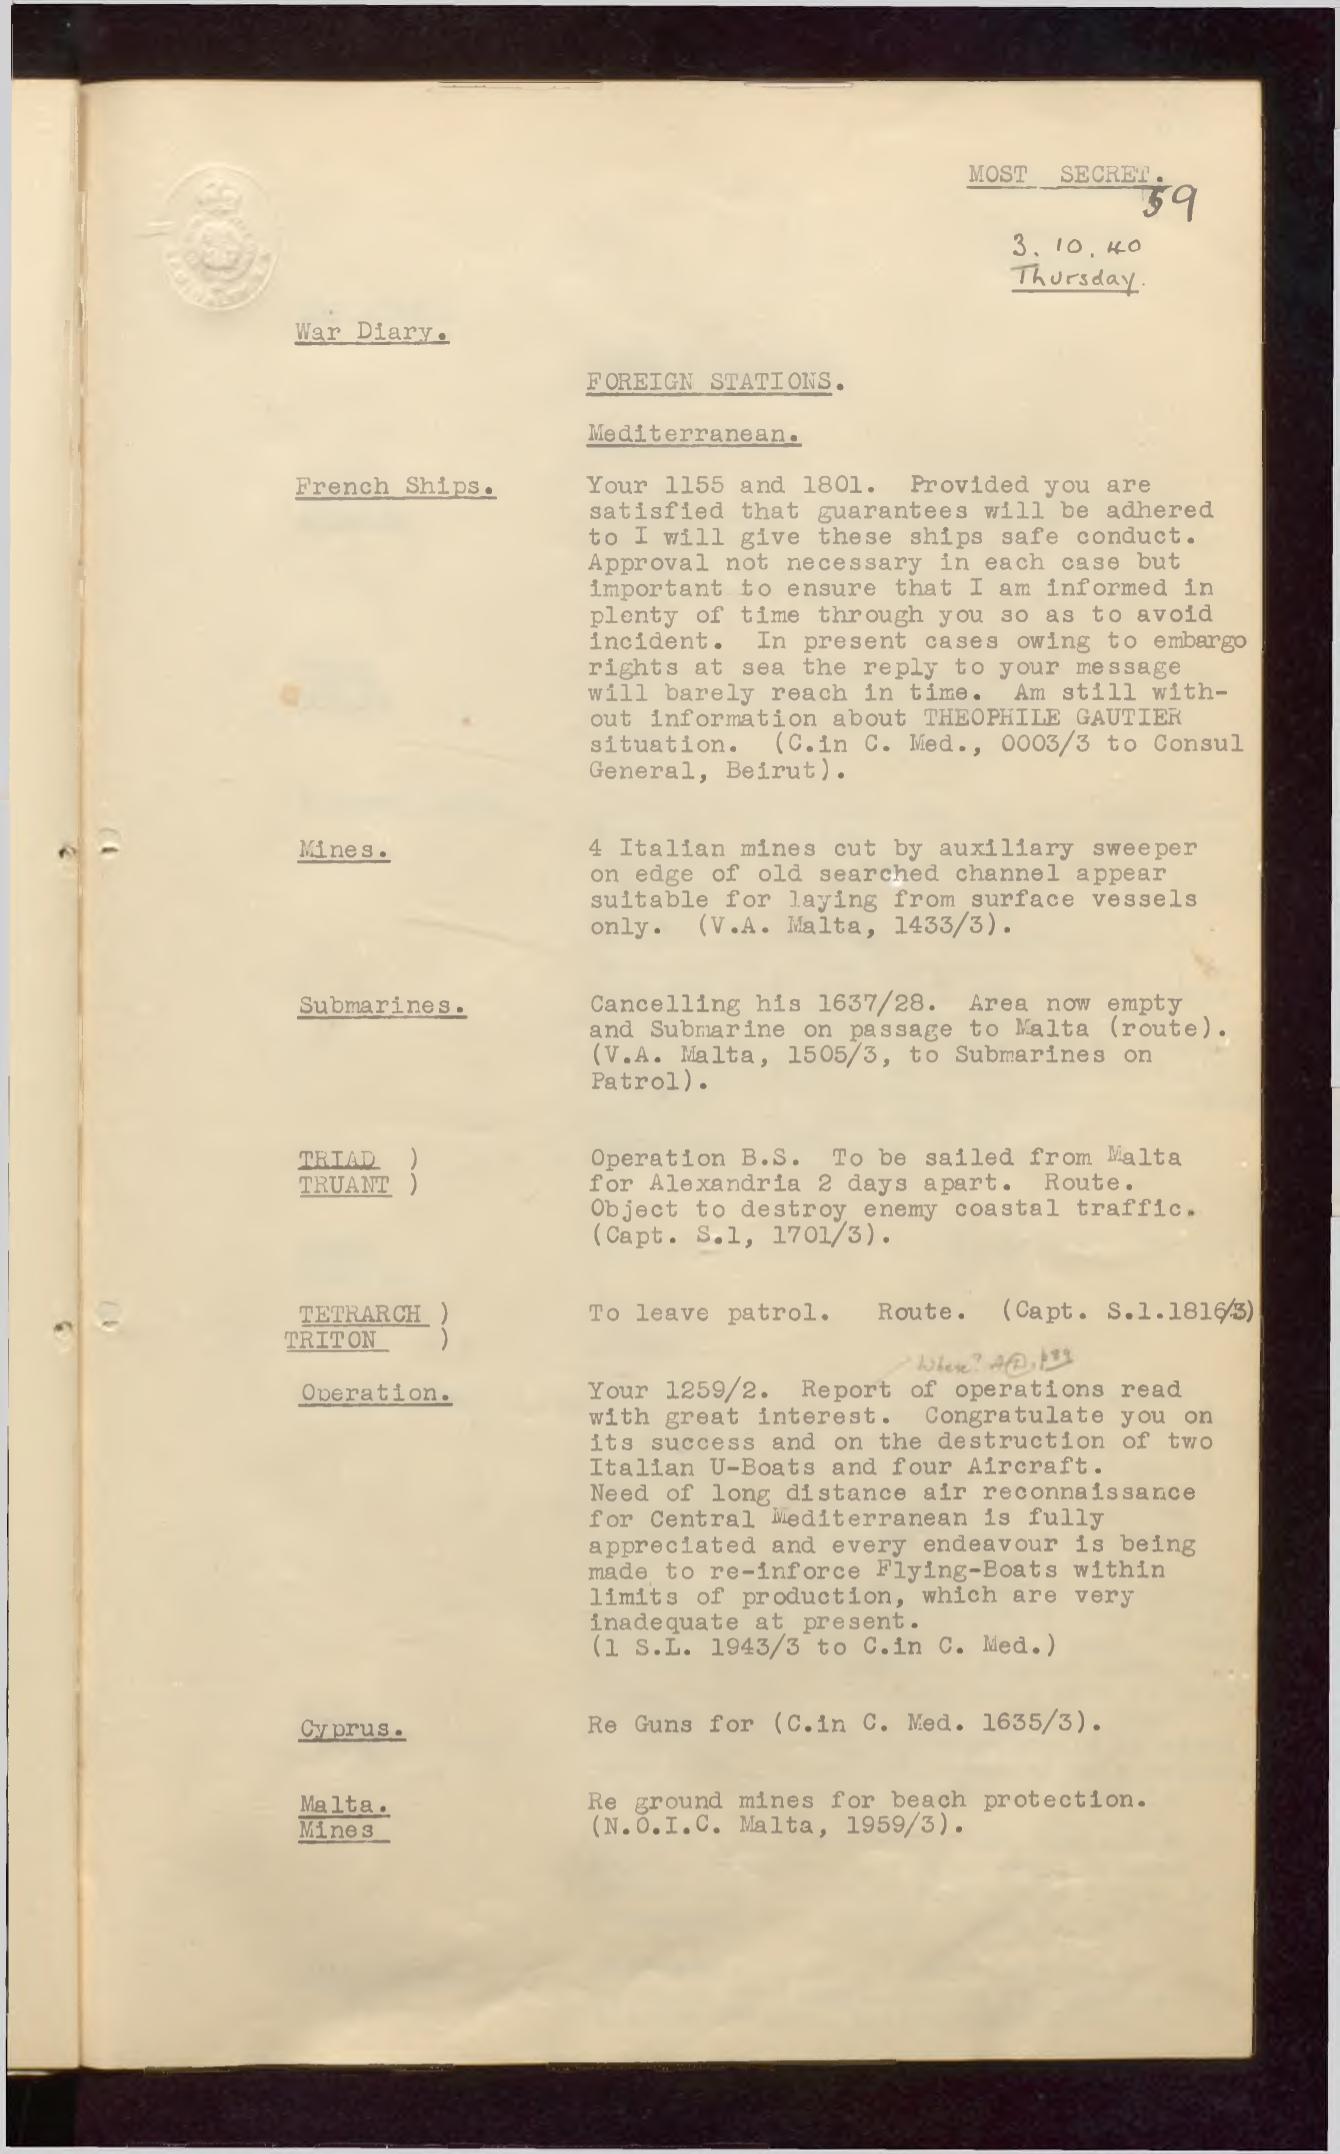 MOST SECRET.
59
3.10.40
Thursday.
War Diary.
FOREIGN STATIONS.
Mediterranean.
French Ships.
Your 1155 and 1801. Provided you are
satisfied that guarantees will be adhered
to I will give these ships safe conduct.
Approval not necessary in each case but
important to ensure that I am informed in
plenty of time through you so as to avoid
incident. In present cases owing to embargo
rights at sea the reply to your message
will barely reach in time. Am still with-
out information about THEOPHILE GAUTIER
situation. (C.in C. Med., 0003/3 to Consul
General, Beirut).
Mines.
4 Italian mines cut by auxiliary sweeper
on edge of old searched channel appear
suitable for laying from surface vessels
only. (V.A. Malta, 1433/3).
Submarines.
Cancelling his 1637/28. Area now empty
and Submarine on passage to Malta (route).
(V.A. Malta, 1505/3, to Submarines on
Patrol).
TRIAD )
TRUANT )
Operation B.S. To be sailed from Malta
for Alexandria 2 days apart. Route.
Object to destroy enemy coastal traffic.
(Capt. S.1, 1701/3).
TETRARCH )
TRITON )
To leave patrol. Route. (Capt. S.1.1816/3)
Where?
Operation.
Your 1259/2. Report of operations read
with great interest. Congratulate you on
its success and on the destruction of two
Italian U-Boats and four Aircraft.
Need of long distance air reconnaissance
for Central Mediterranean is fully
appreciated and every endeavour is being
made to re-inforce Flying-Boats within
limits of production, which are very
inadequate at present.
(1 S.L. 1943/3 to C.in C. Med.)
Cyprus.
Re Guns for (C.in C. Med. 1635/3).
Malta.
Mines
Re ground mines for beach protection.
(N.O.I.C. Malta, 1959/3).